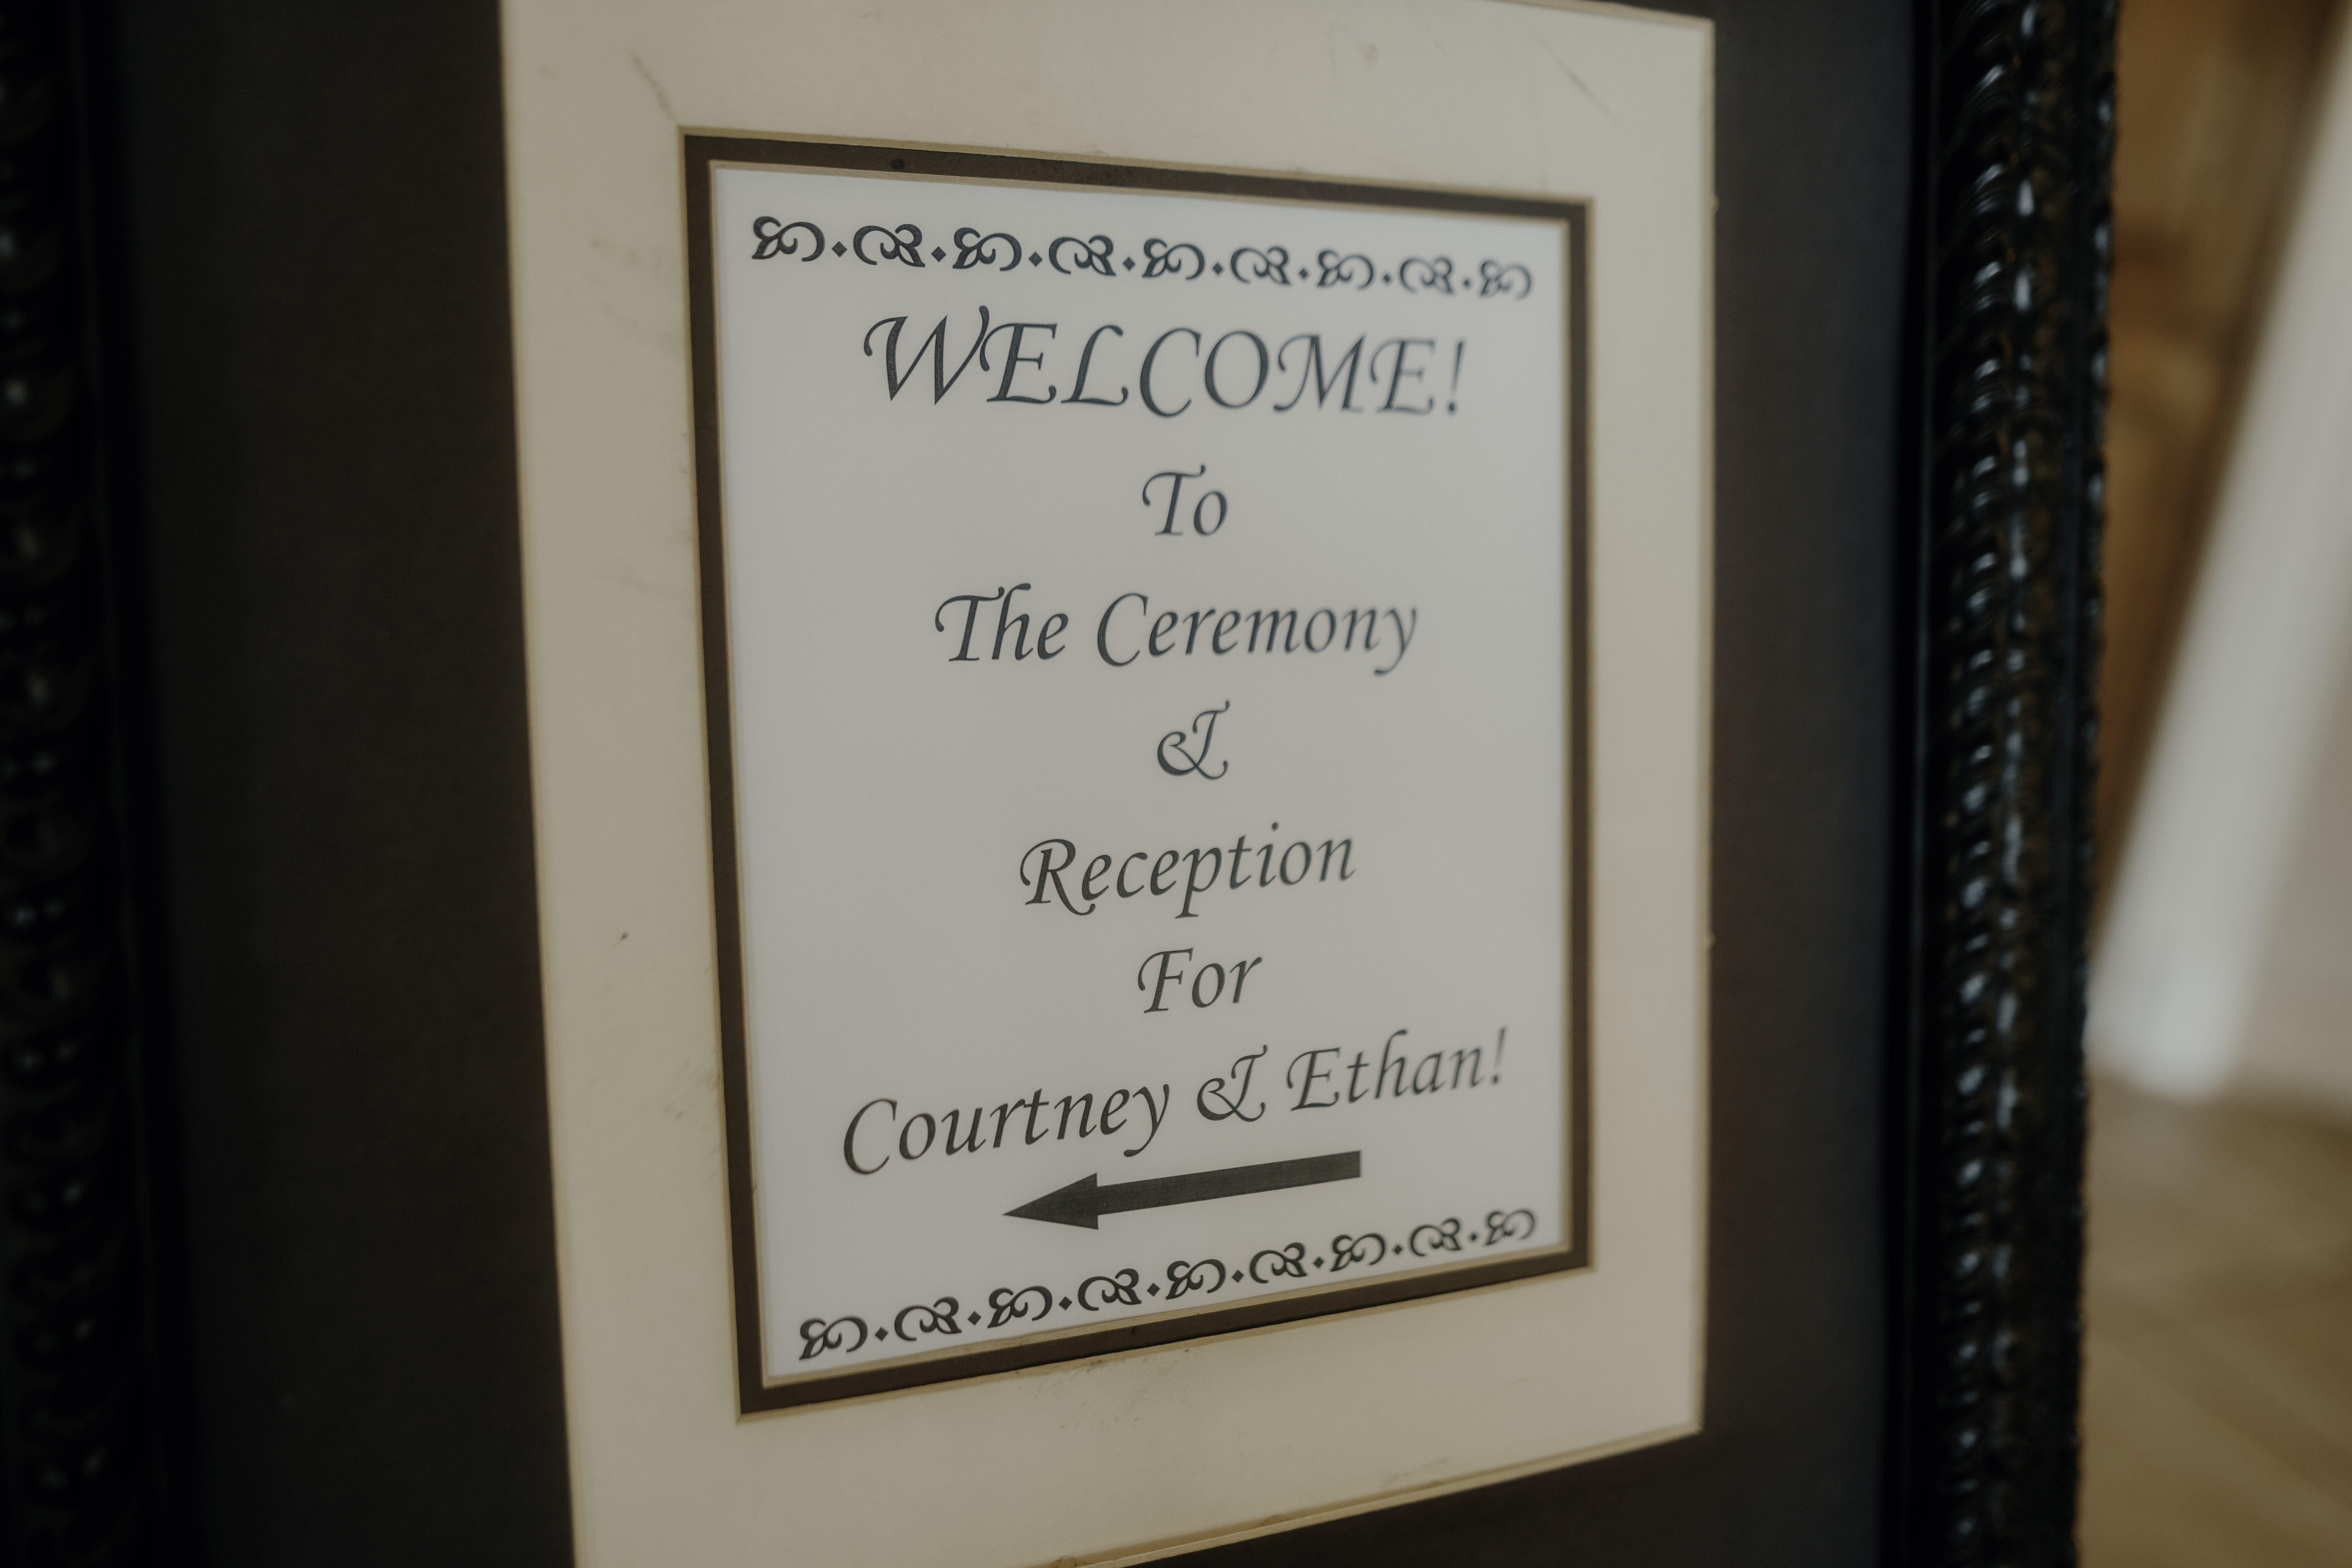 WELCOME!
To
The Ceremony
&
Reception
For
Courtney & Ethan!